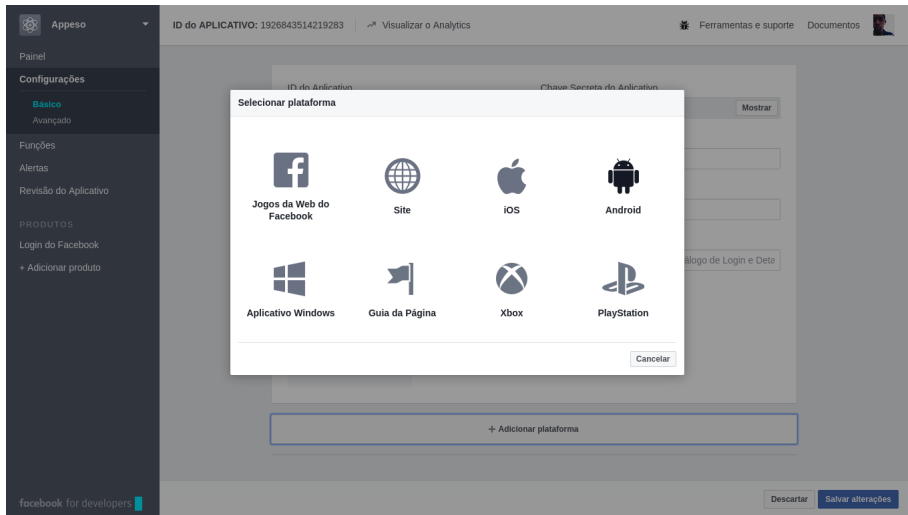 Appeso
ID do APLICATIVO: 1926843514219283
Visualizar o Analytics
Ferramentas e suporte
Documentos
Painel
Configurações
Básico
Avançado
Funções
Alertas
Revisão do Aplicativo
PRODUTOS
Login do Facebook
+ Adicionar produto
facebook for developers
ID do Aplicativo
Chave Secreta do Aplicativo
Mostrar
Selecionar plataforma
Jogos da Web do
Facebook
Site
iOS
Android
Aplicativo Windows
Guia da Página
Xbox
PlayStation
Cancelar
álogo de Login e Dete
+ Adicionar plataforma
Descartar
Salvar alterações